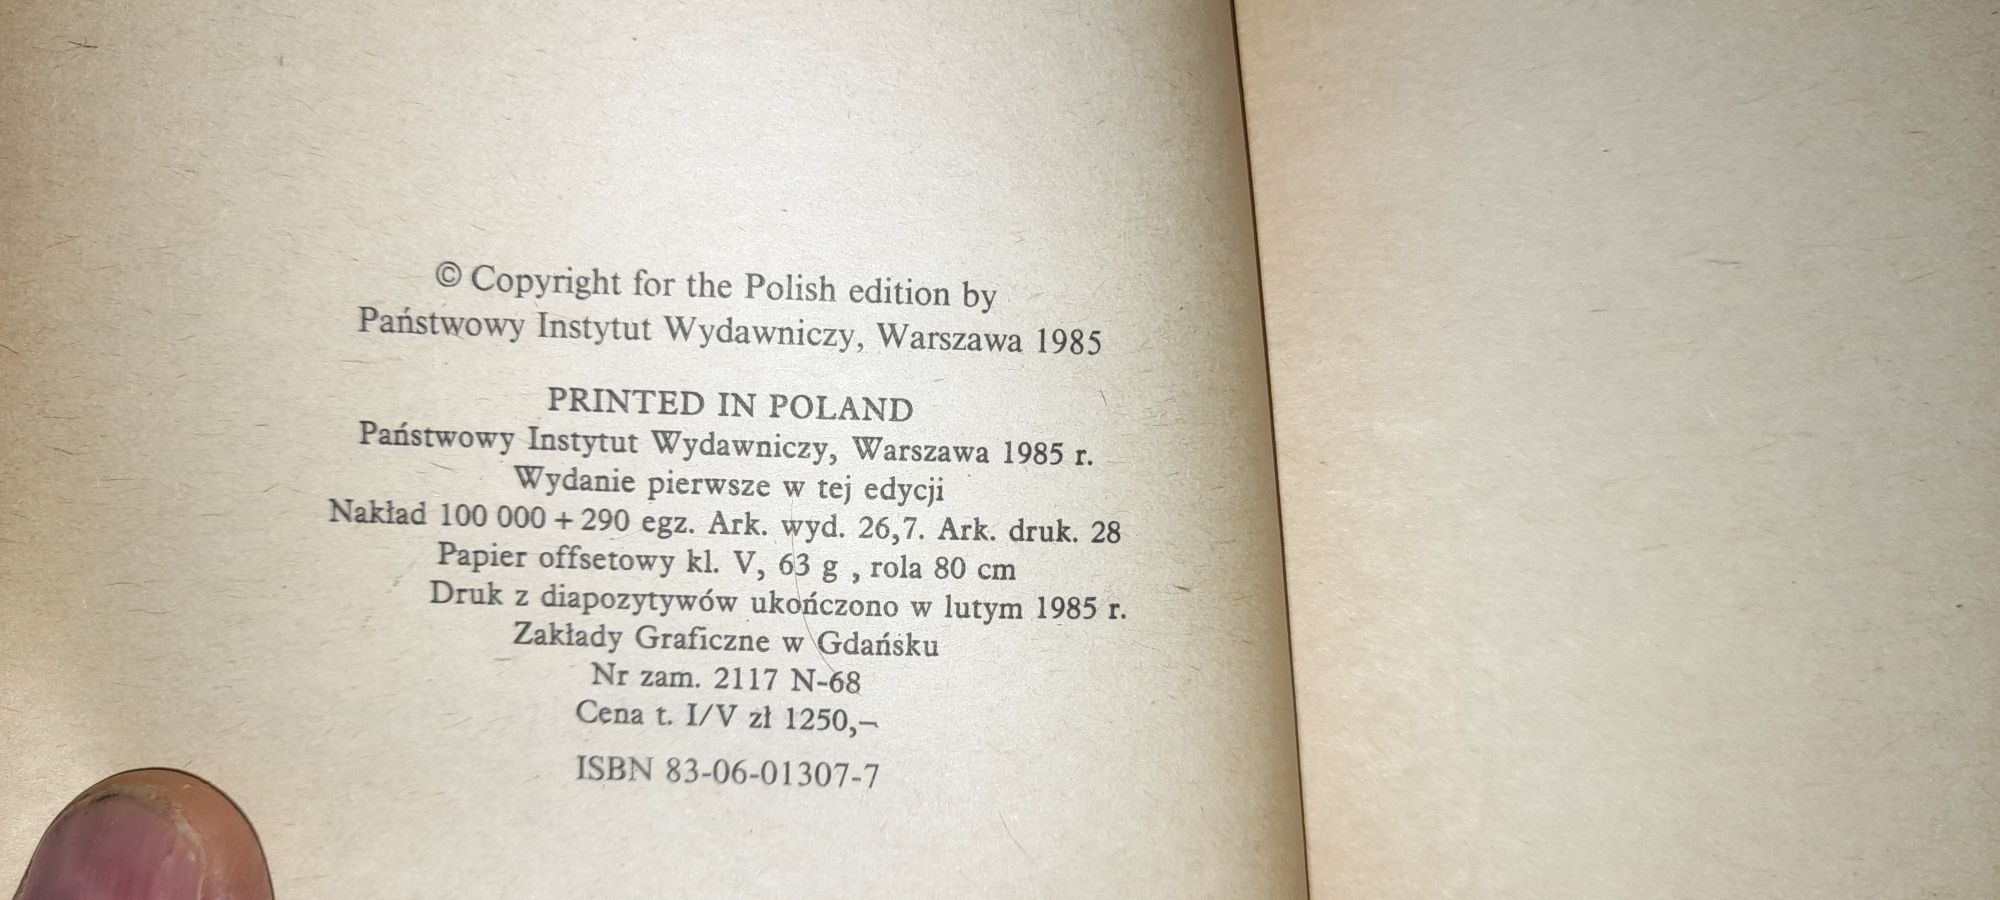 © Copyright for the Polish edition by
Państwowy Instytut Wydawniczy, Warszawa 1985
PRINTED IN POLAND
Państwowy Instytut Wydawniczy, Warszawa 1985 r.
Wydanie pierwsze w tej edycji
Nakład 100 000 + 290 egz. Ark. wyd. 26,7. Ark. druk. 28
Papier offsetowy kl. V, 63 g , rola 80 cm
Druk z diapozytywów ukończono w lutym 1985 r.
Zakłady Graficzne w Gdańsku
Nr zam. 2117 N-68
Cena t. I/V zł 1250,–
ISBN 83-06-01307-7